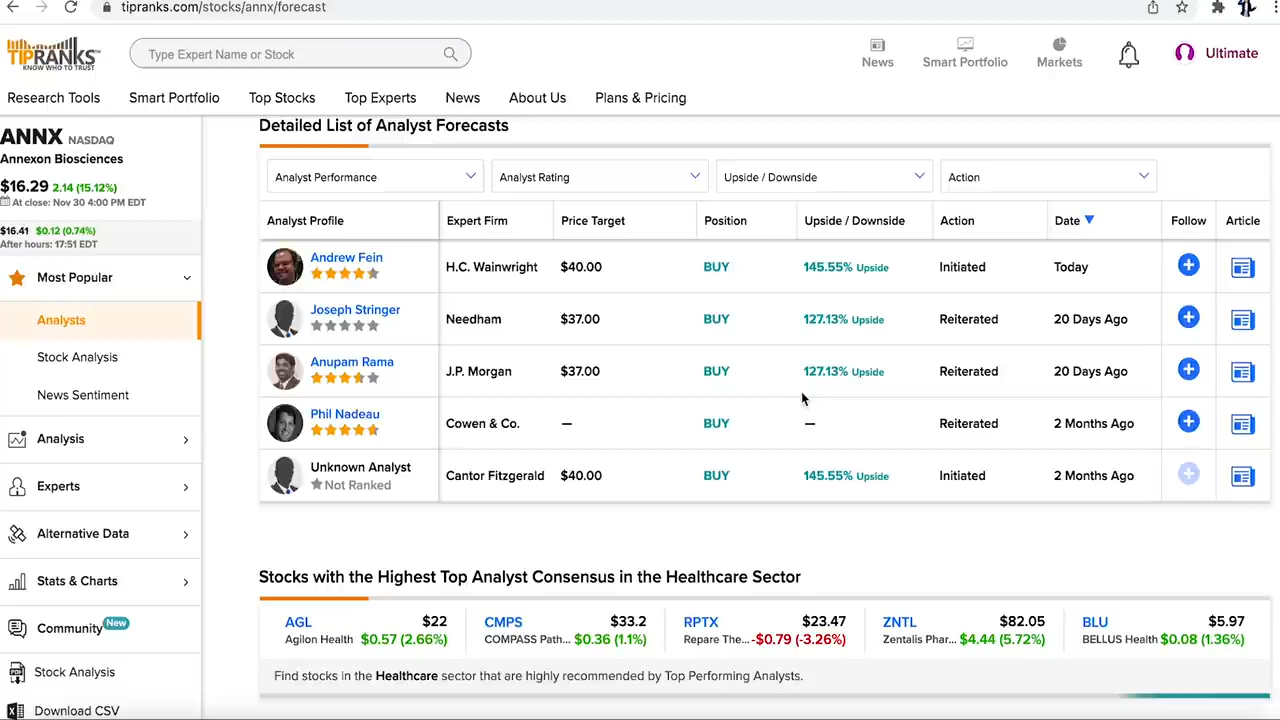 tipranks.com/stocks/annx/forecast
TIPRANKS
KNOW WHO TO TRUST
Type Expert Name or Stock
News
Smart Portfolio
Markets
Ultimate
Research Tools Smart Portfolio Top Stocks Top Experts News About Us Plans & Pricing
ANNX NASDAQ
Annexon Biosciences
$16.29 2.14 (15.12%)
At close: Nov 30 4:00 PM EDT
$16.41 $0.12 (0.74%)
After hours: 17:51 EDT
Most Popular
Analysts
Stock Analysis
News Sentiment
Analysis
Experts
Alternative Data
Stats & Charts
Community New
Stock Analysis
Download CSV
Detailed List of Analyst Forecasts
Analyst Performance Analyst Rating Upside / Downside Action
Analyst Profile Expert Firm Price Target Position Upside / Downside Action Date Follow Article
Andrew Fein H.C. Wainwright $40.00 BUY 145.55% Upside Initiated Today
Joseph Stringer Needham $37.00 BUY 127.13% Upside Reiterated 20 Days Ago
Anupam Rama J.P. Morgan $37.00 BUY 127.13% Upside Reiterated 20 Days Ago
Phil Nadeau Cowen & Co. — BUY — Reiterated 2 Months Ago
Unknown Analyst Cantor Fitzgerald $40.00 BUY 145.55% Upside Initiated 2 Months Ago
Not Ranked
Stocks with the Highest Top Analyst Consensus in the Healthcare Sector
AGL $22 CMPS $33.2 RPTX $23.47 ZNTL $82.05 BLU $5.97
Agilon Health $0.57 (2.66%) COMPASS Path... $0.36 (1.1%) Repare The... -$0.79 (-3.26%) Zentalis Phar... $4.44 (5.72%) BELLUS Health $0.08 (1.36%)
Find stocks in the Healthcare sector that are highly recommended by Top Performing Analysts.